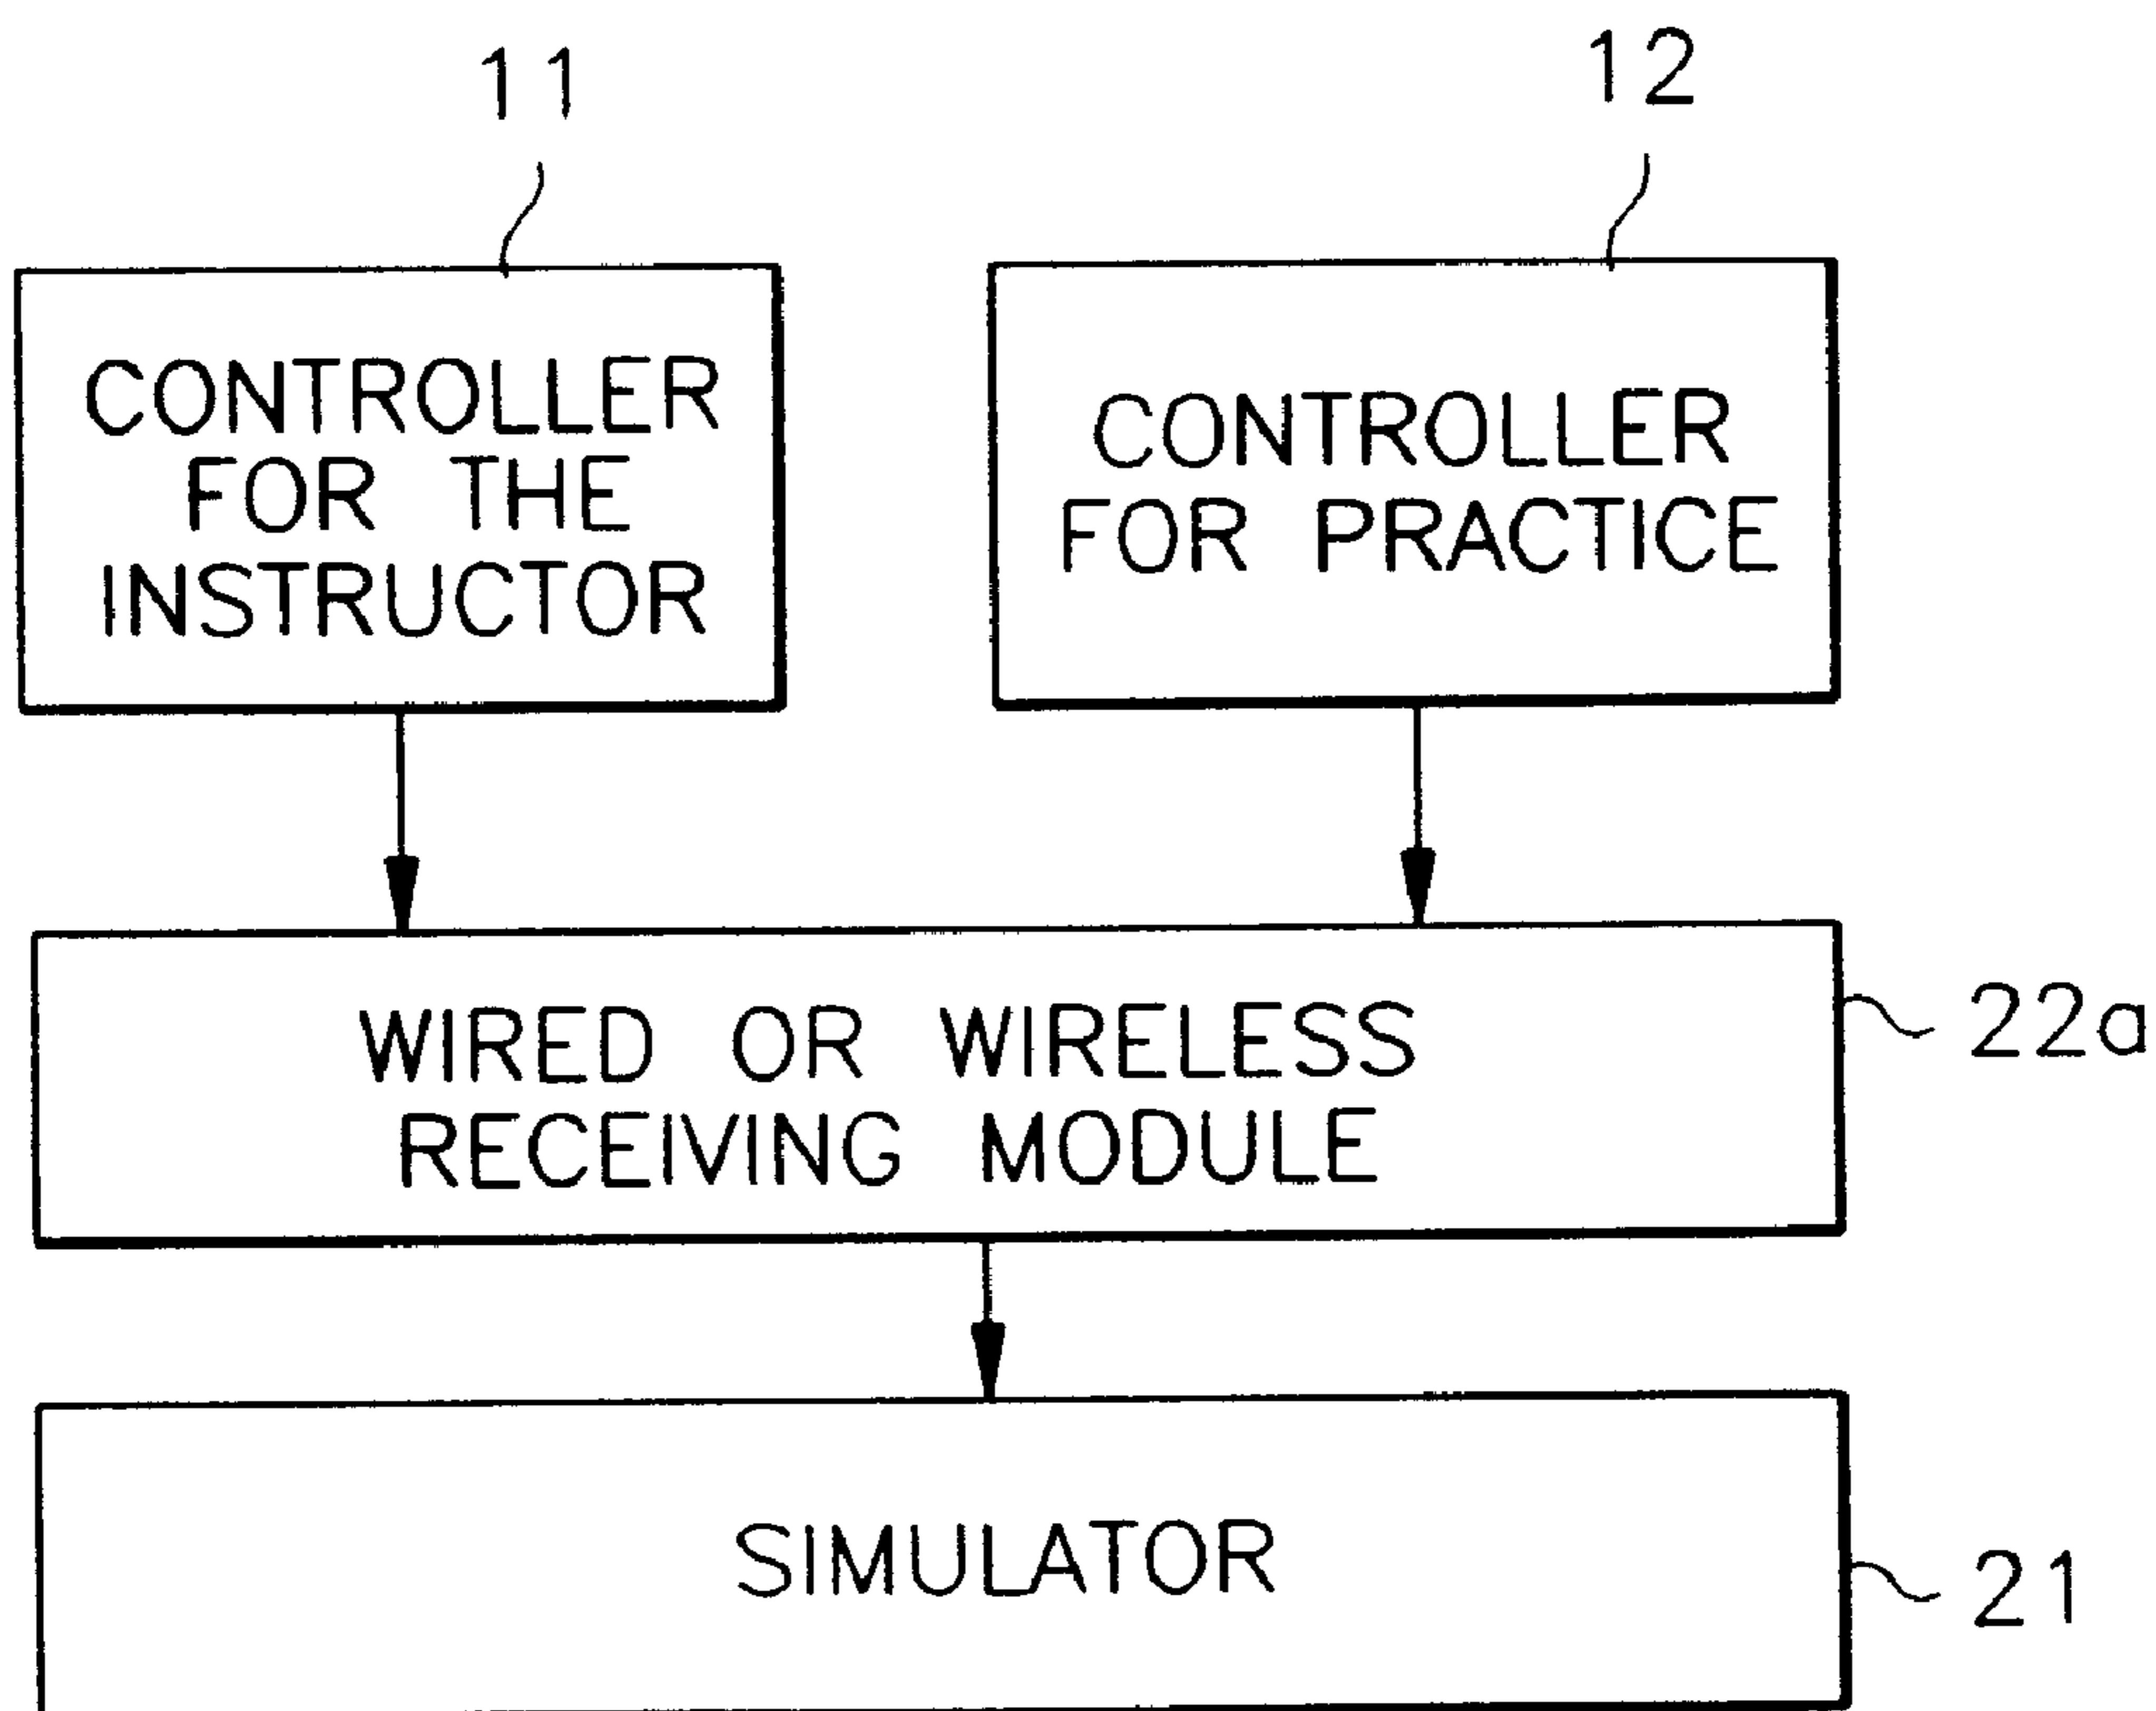 11
12
CONTROLLER
FOR THE
INSTRUCTOR
CONTROLLER
FOR PRACTICE
WIRED OR WIRELESS
RECEIVING MODULE
22a
SIMULATOR
21